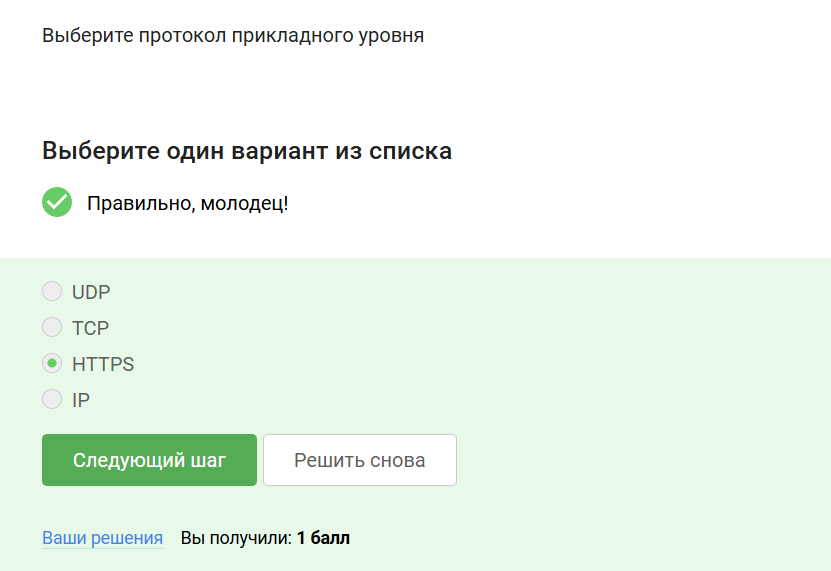 Выберите протокол прикладного уровня
Выберите один вариант из списка
Правильно, молодец!
UDP
TCP
HTTPS
IP
Следующий шаг Решить снова
Ваши решения Вы получили: 1 балл